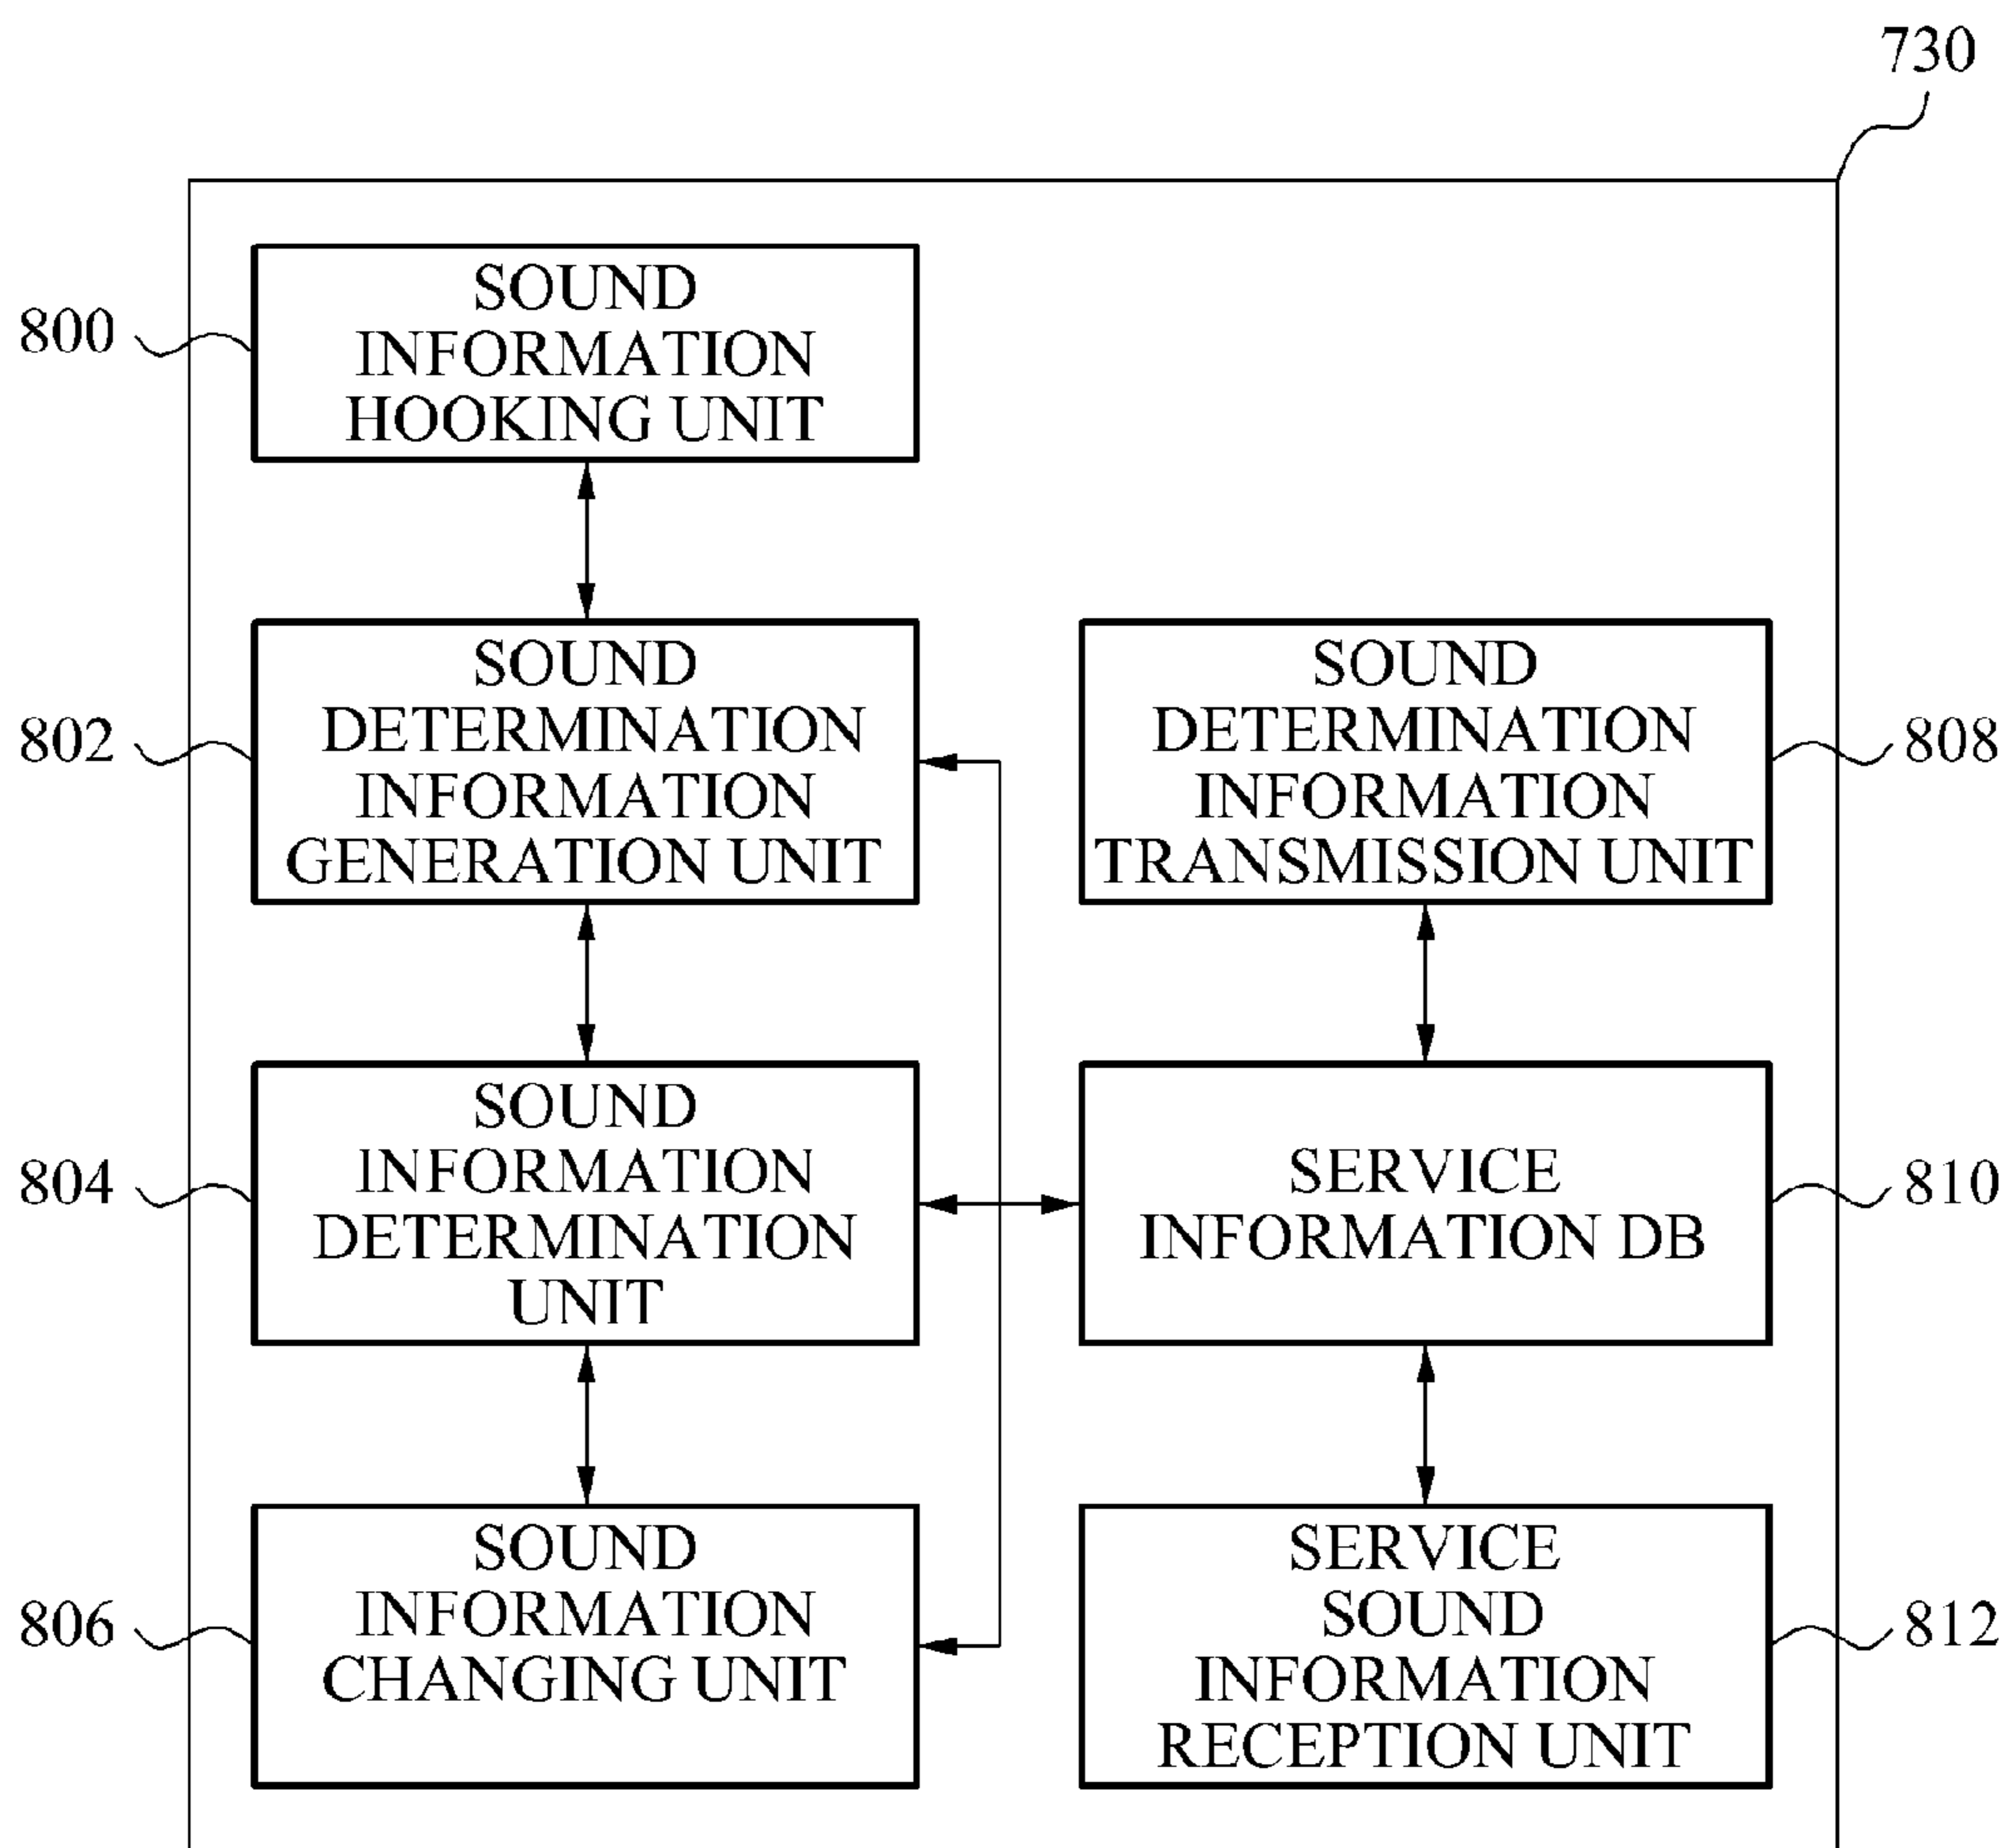 730
800
SOUND
INFORMATION
HOOKING UNIT
802
SOUND
DETERMINATION
INFORMATION
GENERATION UNIT
SOUND
DETERMINATION
INFORMATION
TRANSMISSION UNIT
808
804
SOUND
INFORMATION
DETERMINATION
UNIT
SERVICE
INFORMATION DB
810
806
SOUND
INFORMATION
CHANGING UNIT
SERVICE
SOUND
INFORMATION
RECEPTION UNIT
812